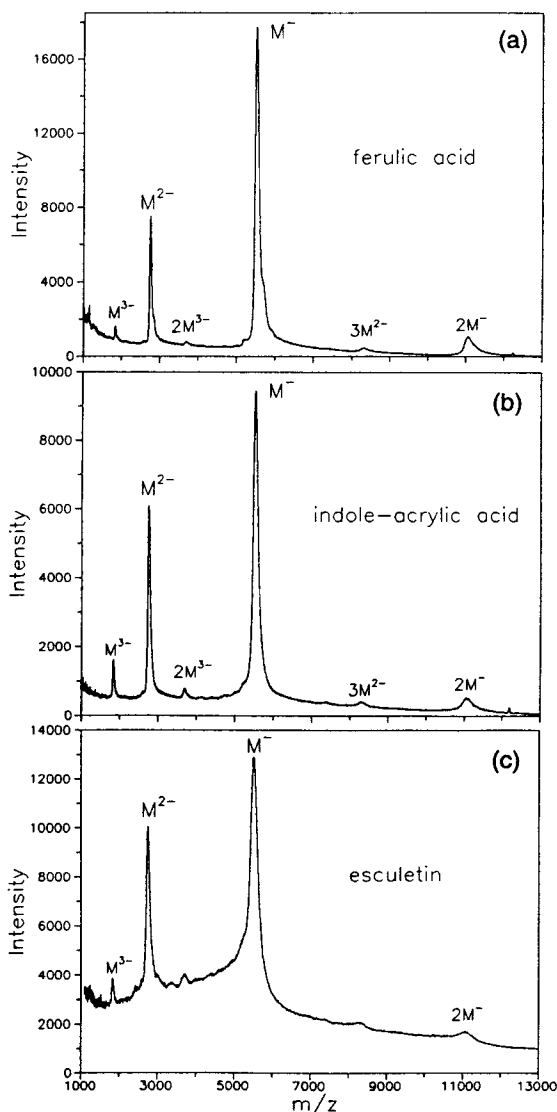 (a)
M⁻
ferulic acid
M²⁻
M³⁻
2M³⁻
3M²⁻
2M⁻
Intensity
16000
12000
8000
4000
0
(b)
M⁻
M²⁻
indole-acrylic acid
M³⁻
2M³⁻
3M²⁻
2M⁻
Intensity
10000
8000
6000
4000
2000
0
(c)
M⁻
M²⁻
esculetin
M³⁻
2M⁻
Intensity
14000
12000
10000
8000
6000
4000
2000
0
1000 3000 5000 7000 9000 11000 13000
m/z